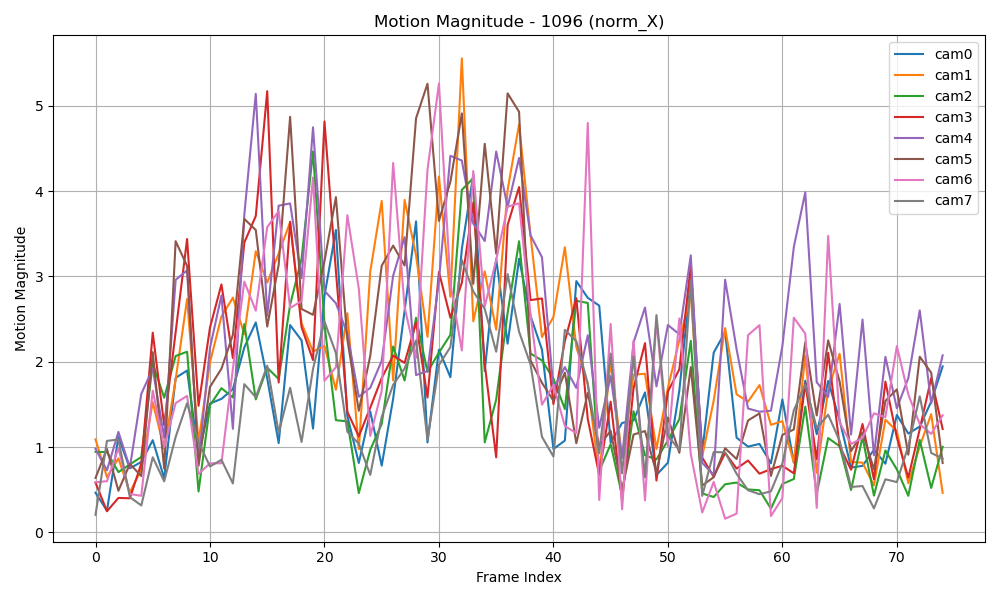 Motion Magnitude - 1096 (norm_X)
Motion Magnitude
5
4
3
2
1
0
0 10 20 30 40 50 60 70
Frame Index
cam0
cam1
cam2
cam3
cam4
cam5
cam6
cam7